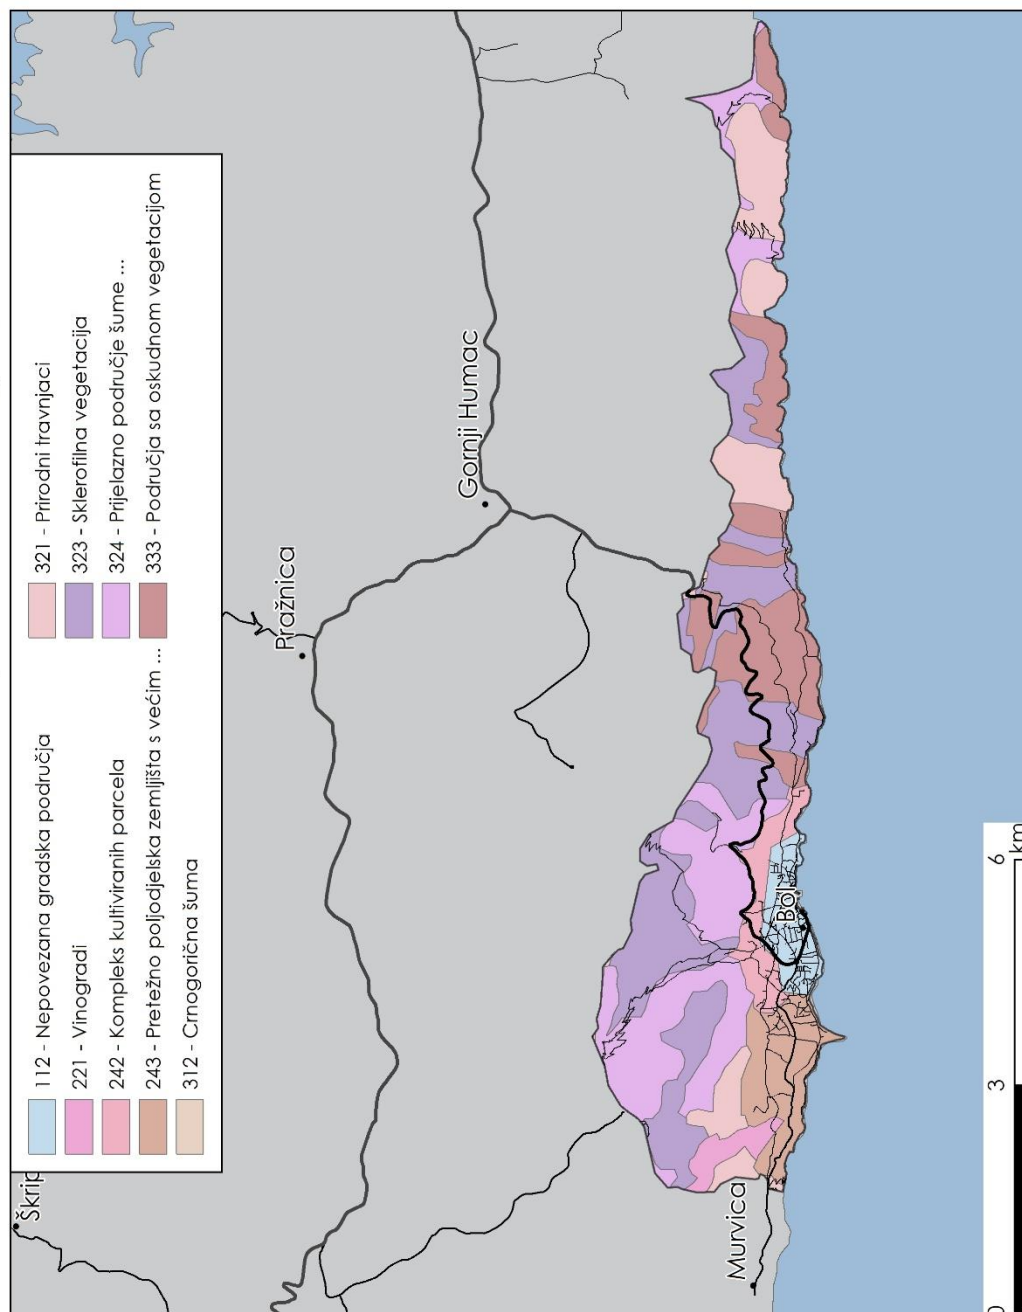 112 - Nepovezana gradska područja
221 - Vinogradi
242 - Kompleks kultiviranih parcela
243 - Pretežno poljodjelska zemljišta s većim ...
312 - Crnogorična šuma
321 - Prirodni travnjaci
323 - Sklerofilna vegetacija
324 - Prijelazno područje šume ...
333 - Područja sa oskudnom vegetacijom
Škrip
Pražnica
Gornji Humac
Murvica
Bol
0 3 6
km